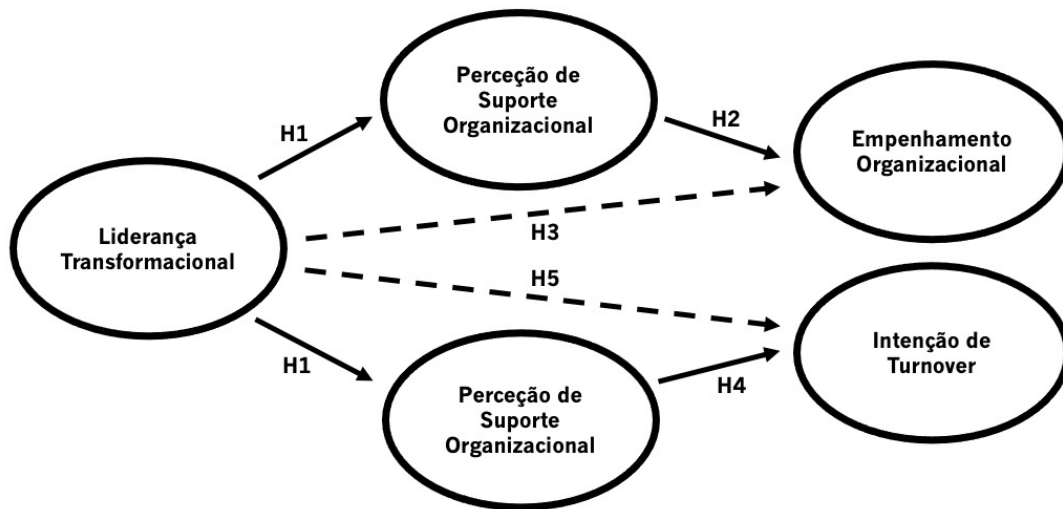 Perceção de
Suporte
Organizacional
H1
H2
Empenhamento
Organizacional
Liderança
Transformacional
H3
H5
Intenção de
Turnover
H1
H4
Perceção de
Suporte
Organizacional